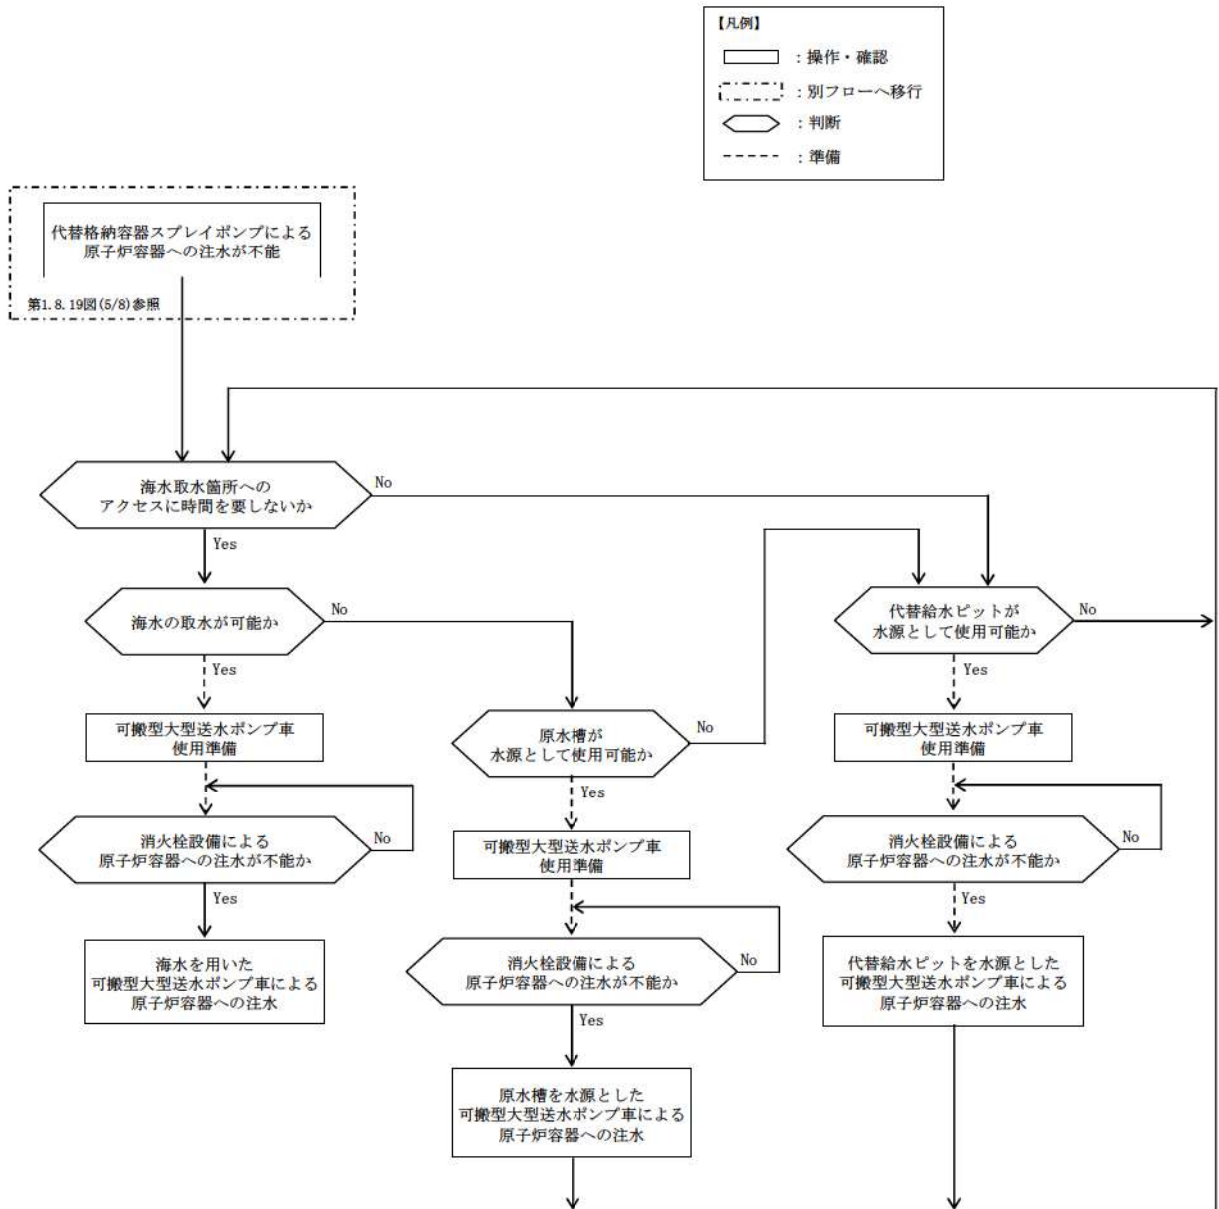 【凡例】
：操作・確認
：別フローへ移行
：判断
：準備
代替格納容器スプレイポンプによる
原子炉容器への注水が不能
第1.8.19図(5/8)参照
海水取水箇所への
アクセスに時間を要しないか
No
Yes
海水の取水が可能か
No
Yes
可搬型大型送水ポンプ車
使用準備
消火栓設備による
原子炉容器への注水が不能か
No
Yes
海水を用いた
可搬型大型送水ポンプ車による
原子炉容器への注水
原水槽が
水源として使用可能か
No
Yes
可搬型大型送水ポンプ車
使用準備
消火栓設備による
原子炉容器への注水が不能か
No
Yes
原水槽を水源とした
可搬型大型送水ポンプ車による
原子炉容器への注水
代替給水ピットが
水源として使用可能か
No
Yes
可搬型大型送水ポンプ車
使用準備
消火栓設備による
原子炉容器への注水が不能か
No
Yes
代替給水ピットを水源とした
可搬型大型送水ポンプ車による
原子炉容器への注水